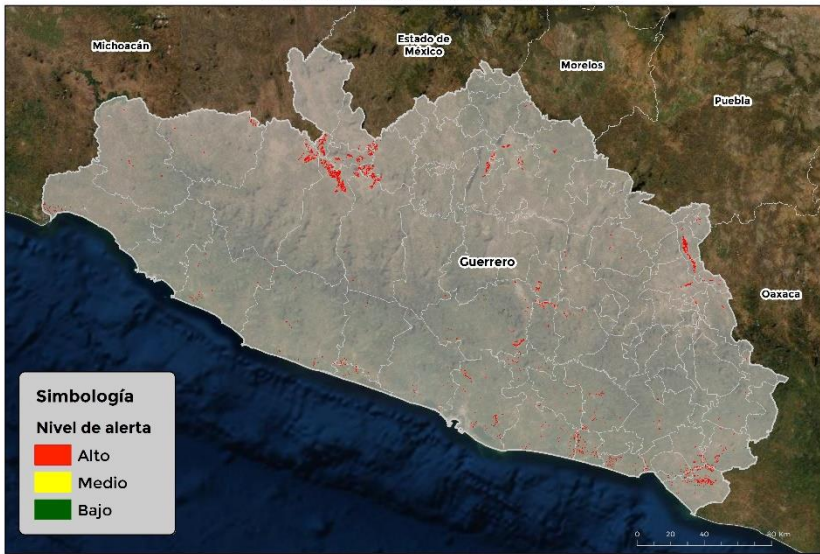 Michoacán
Estado de
México
Morelos
Puebla
Guerrero
Oaxaca
Simbología
Nivel de alerta
Alto
Medio
Bajo
0 20 40 80 Km